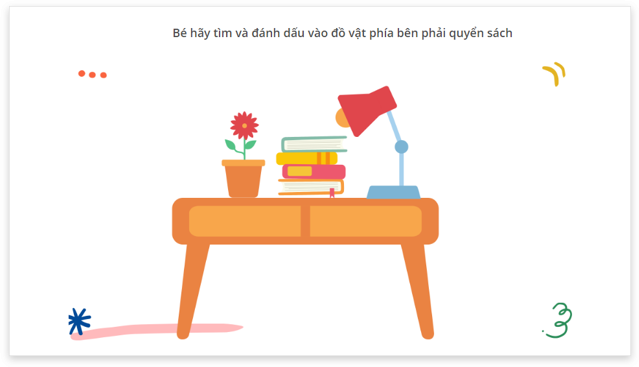 Bé hãy tìm và đánh dấu vào đồ vật phía bên phải quyển sách